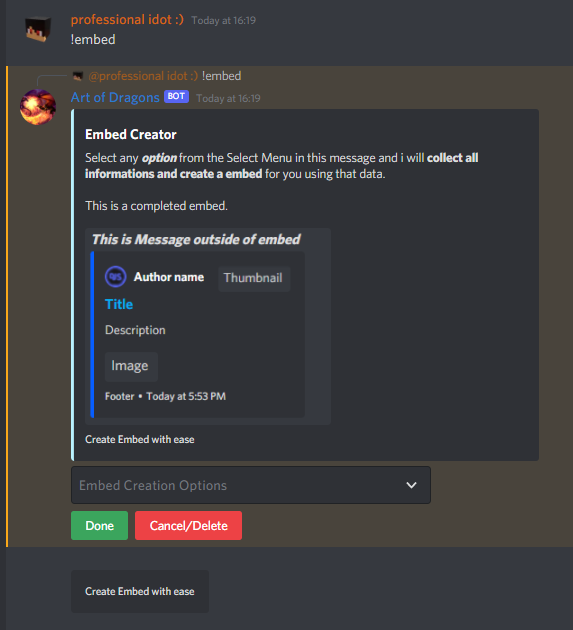 professional idot :) Today at 16:19
!embed
@professional idot :) !embed
Art of Dragons BOT Today at 16:19
Embed Creator
Select any option from the Select Menu in this message and i will collect all
informations and create a embed for you using that data.
This is a completed embed.
This is Message outside of embed
Author name Thumbnail
Title
Description
Image
Footer • Today at 5:53 PM
Create Embed with ease
Embed Creation Options
Done Cancel/Delete
Create Embed with ease